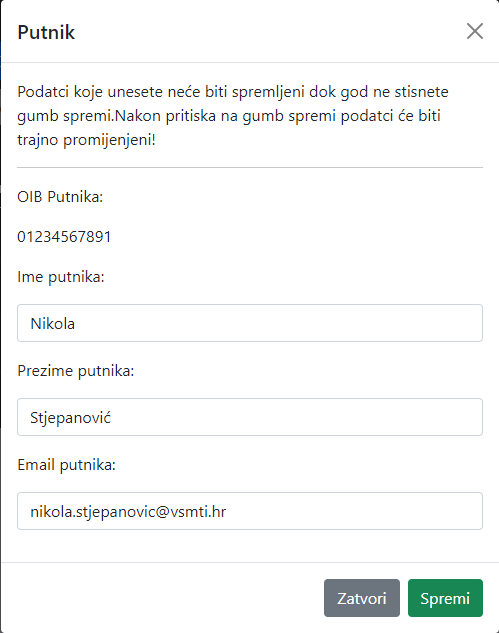 Putnik
Podatci koje unesete neće biti spremljeni dok god ne stisnete
gumb spremi.Nakon pritiska na gumb spremi podatci će biti
trajno promijenjeni!
OIB Putnika:
01234567891
Ime putnika:
Nikola
Prezime putnika:
Stjepanović
Email putnika:
nikola.stjepanovic@vsmti.hr
Zatvori Spremi